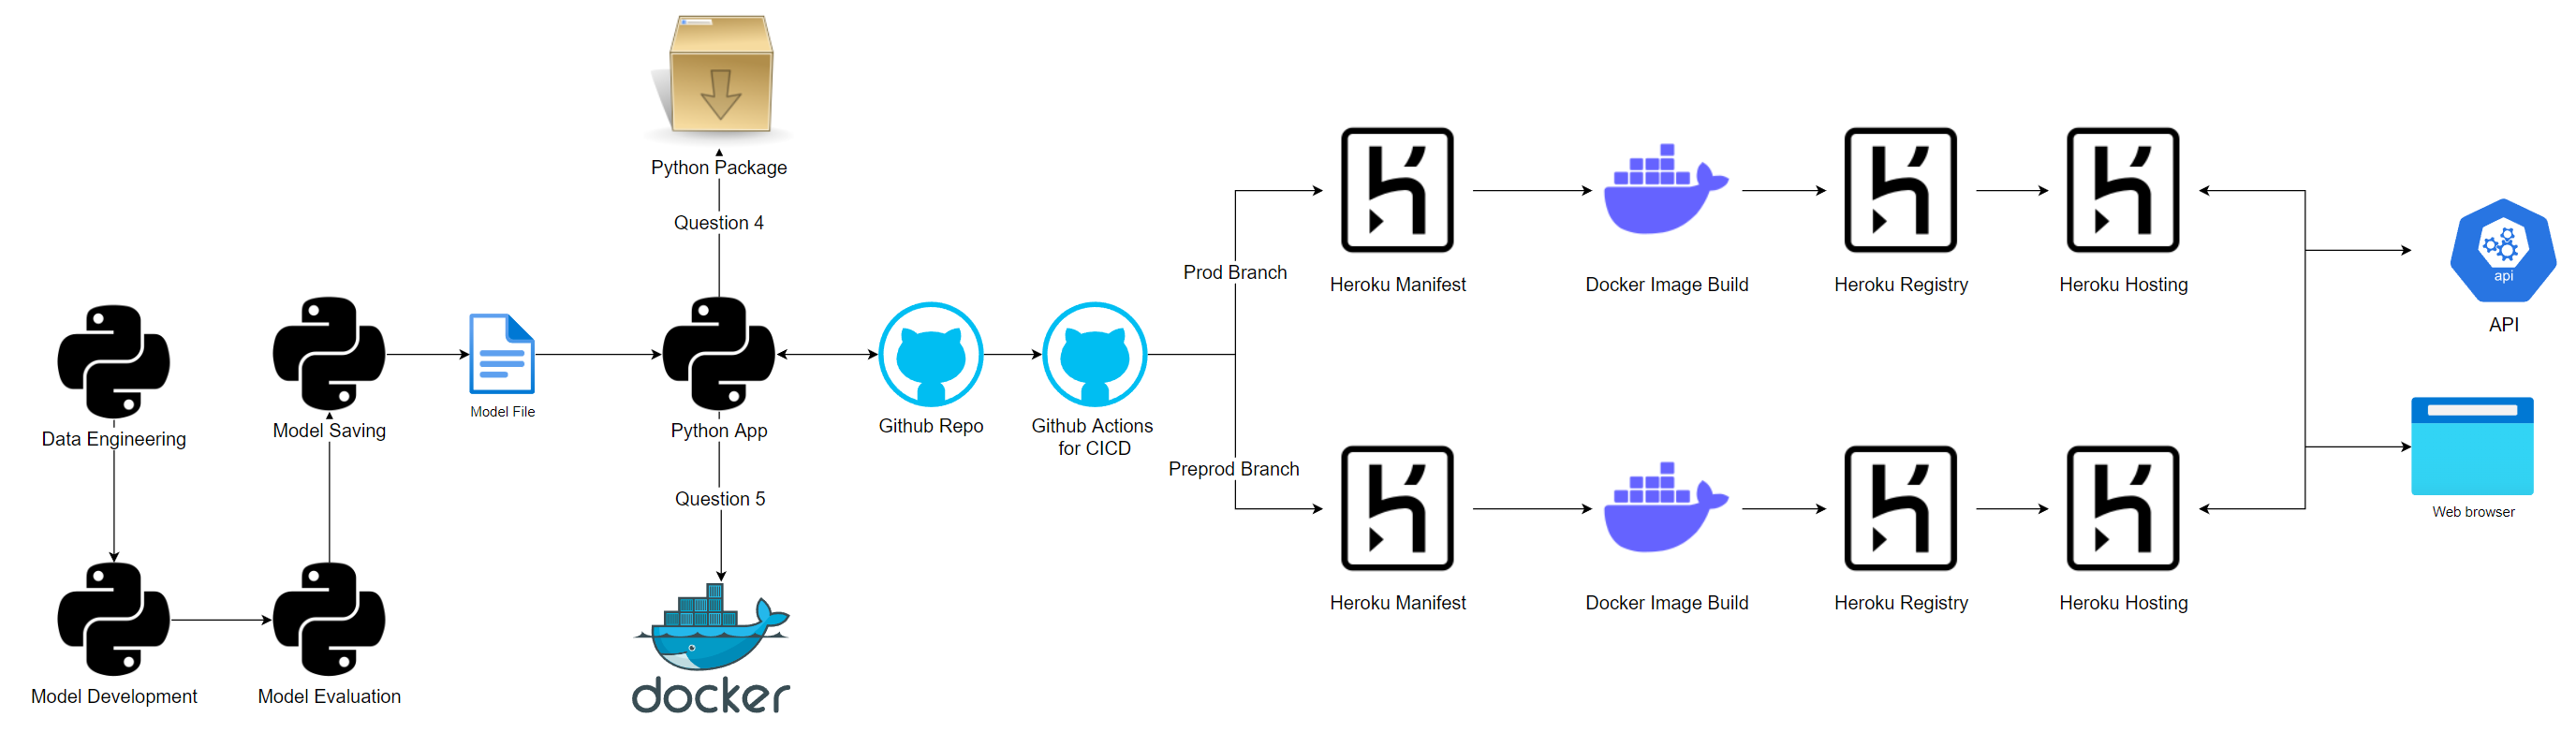 Python Package
Question 4
Data Engineering
Model Saving
Model File
Python App
Question 5
docker
Model Development
Model Evaluation
Github Repo
Github Actions
for CICD
Prod Branch
Preprod Branch
Heroku Manifest
Docker Image Build
Heroku Registry
Heroku Hosting
Heroku Manifest
Docker Image Build
Heroku Registry
Heroku Hosting
api
API
Web browser